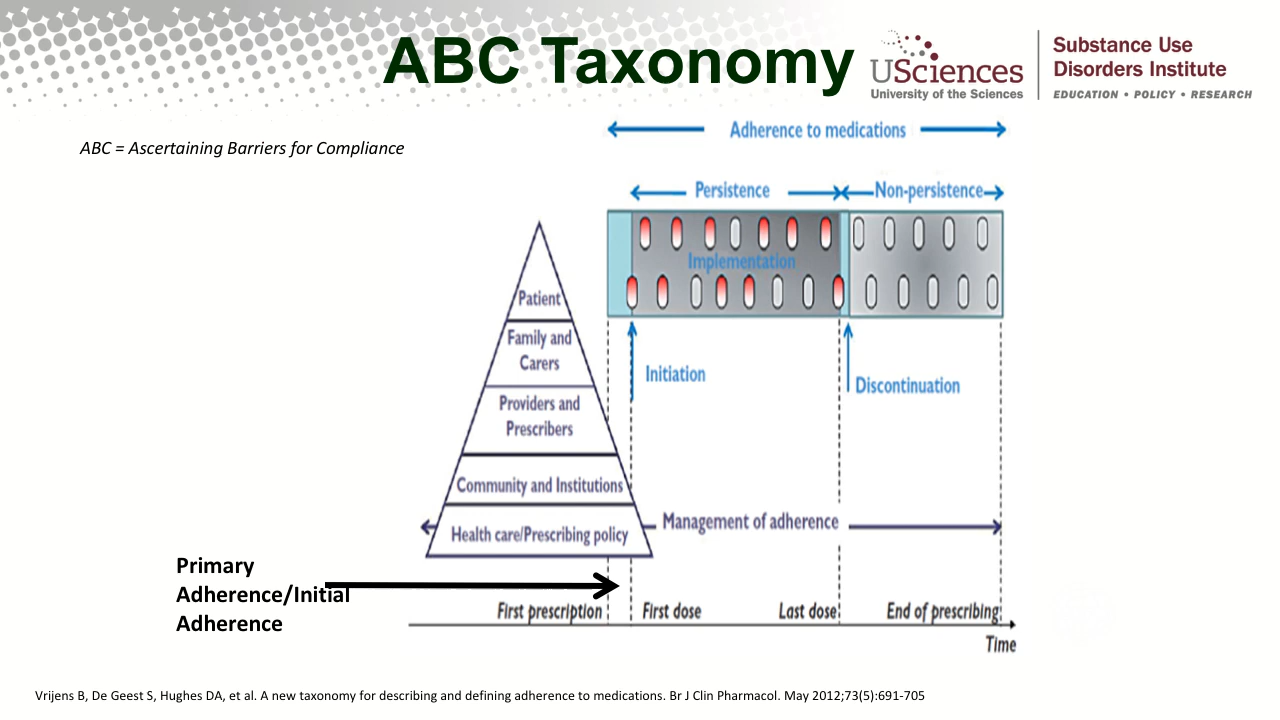 ABC Taxonomy
USciences
University of the Sciences
Substance Use
Disorders Institute
EDUCATION • POLICY • RESEARCH
ABC = Ascertaining Barriers for Compliance
Adherence to medications
Persistence
Non-persistence
Implementation
Patient
Family and
Carers
Providers and
Prescribers
Community and Institutions
Health care/Prescribing policy
Initiation
Discontinuation
Management of adherence
Primary
Adherence/Initial
Adherence
First prescription
First dose
Last dose
End of prescribing
Time
Vrijens B, De Geest S, Hughes DA, et al. A new taxonomy for describing and defining adherence to medications. Br J Clin Pharmacol. May 2012;73(5):691-705